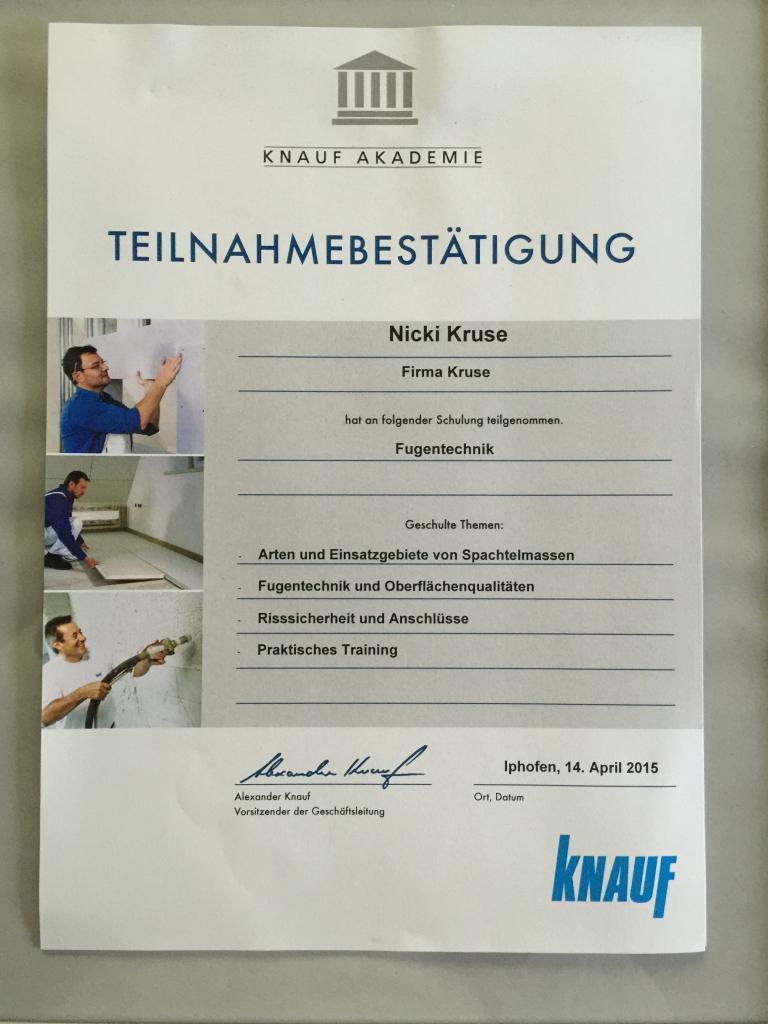 KNAUF AKADEMIE
TEILNAHMEBESTÄTIGUNG
Nicki Kruse
Firma Kruse
hat an folgender Schulung teilgenommen.
Fugentechnik
Geschulte Themen:
- Arten und Einsatzgebiete von Spachtelmassen
- Fugentechnik und Oberflächenqualitäten
- Risssicherheit und Anschlüsse
- Praktisches Training
Alexander Knauf
Iphofen, 14. April 2015
Alexander Knauf
Vorsitzender der Geschäftsleitung
Ort, Datum
KNAUF